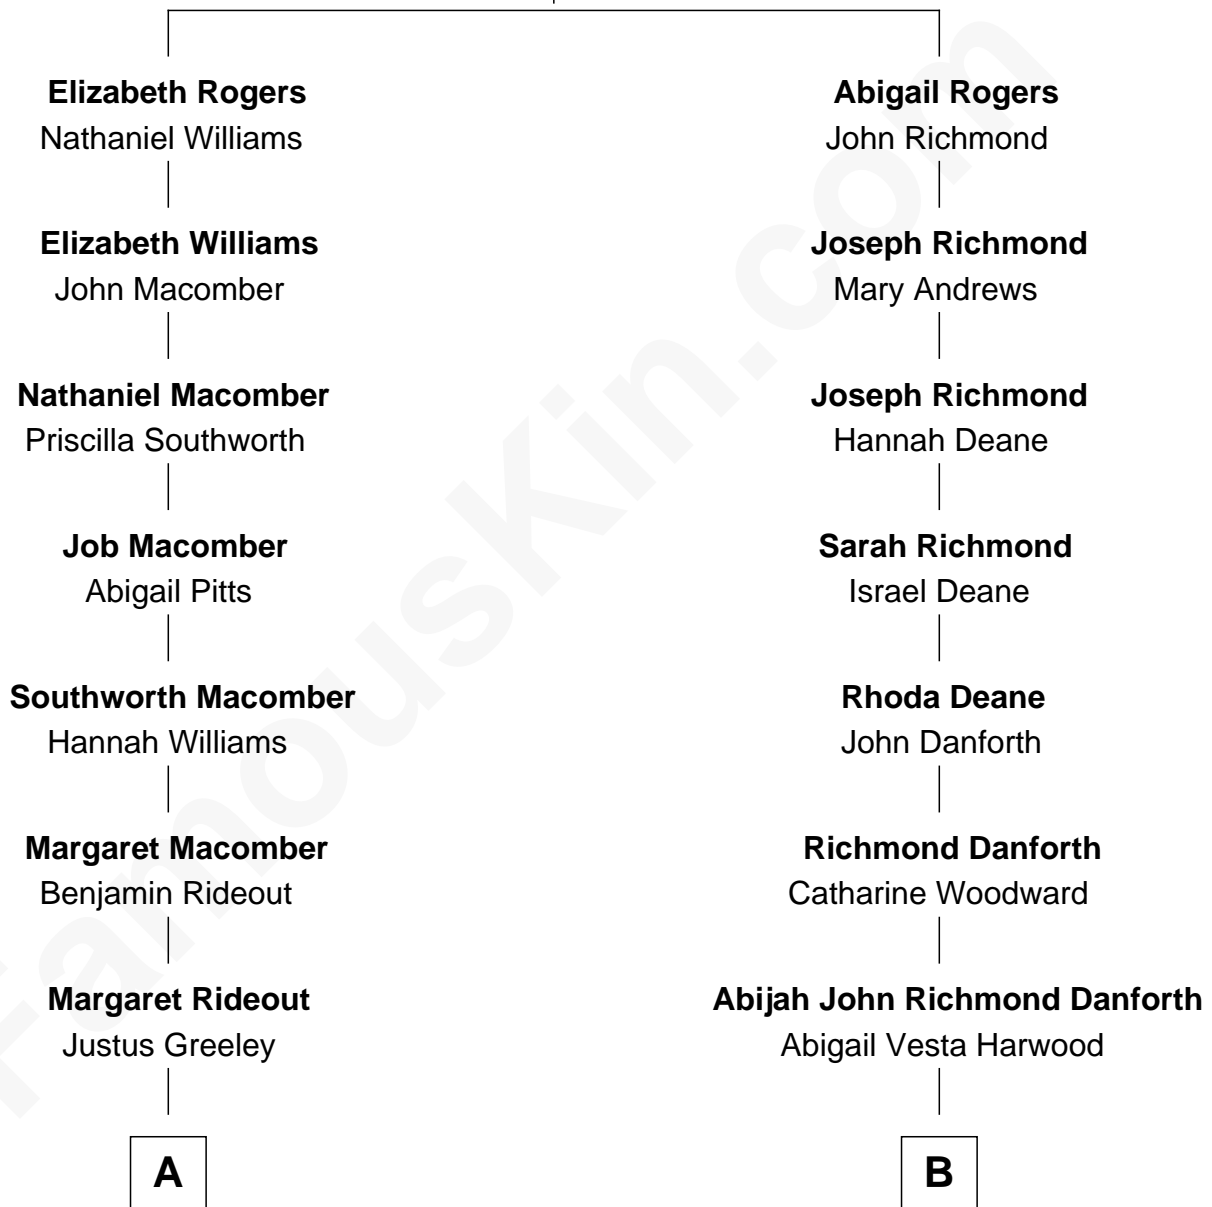 Elizabeth Rogers
Nathaniel Williams
Elizabeth Williams
John Macomber
Nathaniel Macomber
Priscilla Southworth
Job Macomber
Abigail Pitts
Southworth Macomber
Hannah Williams
Margaret Macomber
Benjamin Rideout
Margaret Rideout
Justus Greeley
A
Abigail Rogers
John Richmond
Joseph Richmond
Mary Andrews
Joseph Richmond
Hannah Deane
Sarah Richmond
Israel Deane
Rhoda Deane
John Danforth
Richmond Danforth
Catharine Woodward
Abijah John Richmond Danforth
Abigail Vesta Harwood
B
FamousKin.com